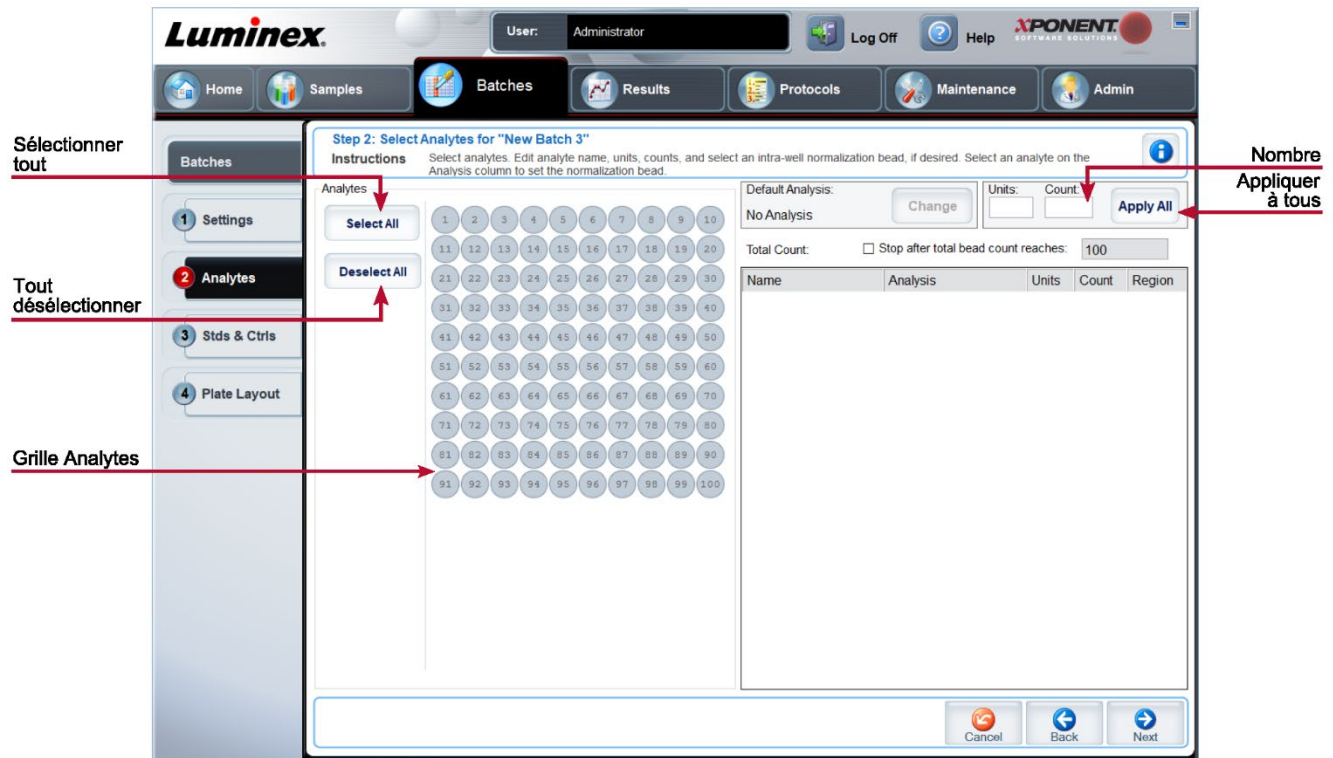 Luminex.
User: Administrator
Log Off
Help
XPONENT.
SOFTWARE SOLUTIONS
Home
Samples
Batches
Results
Protocols
Maintenance
Admin
Sélectionner
tout
Tout
désélectionner
Grille Analytes
Nombre
Appliquer
à tous
Batches
1 Settings
2 Analytes
3 Stds & Ctrls
4 Plate Layout
Step 2: Select Analytes for "New Batch 3"
Instructions Select analytes. Edit analyte name, units, counts, and select an intra-well normalization bead, if desired. Select an analyte on the
Analysis column to set the normalization bead.
Analytes
Select All
Deselect All
1 2 3 4 5 6 7 8 9 10
11 12 13 14 15 16 17 18 19 20
21 22 23 24 25 26 27 28 29 30
31 32 33 34 35 36 37 38 39 40
41 42 43 44 45 46 47 48 49 50
51 52 53 54 55 56 57 58 59 60
61 62 63 64 65 66 67 68 69 70
71 72 73 74 75 76 77 78 79 80
81 82 83 84 85 86 87 88 89 90
91 92 93 94 95 96 97 98 99 100
Default Analysis:
No Analysis
Change
Units: Count:
Apply All
Total Count: Stop after total bead count reaches: 100
Name Analysis Units Count Region
Cancel
Back
Next